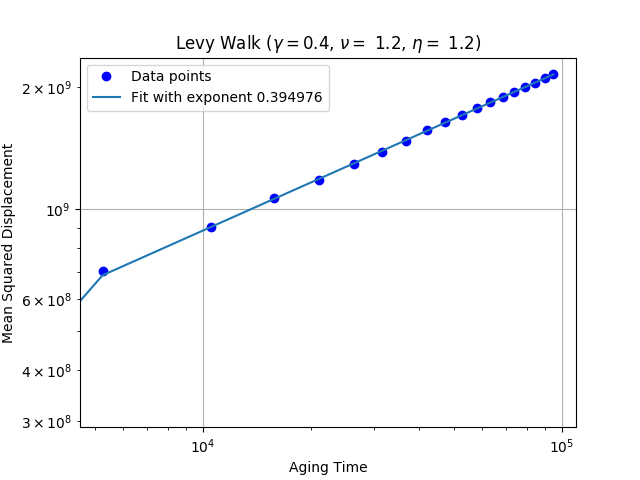 Levy Walk (γ = 0.4, ν = 1.2, η = 1.2)
Data points
Fit with exponent 0.394976
2 × 10⁹
10⁹
6 × 10⁸
4 × 10⁸
3 × 10⁸
Mean Squared Displacement
10⁴
10⁵
Aging Time